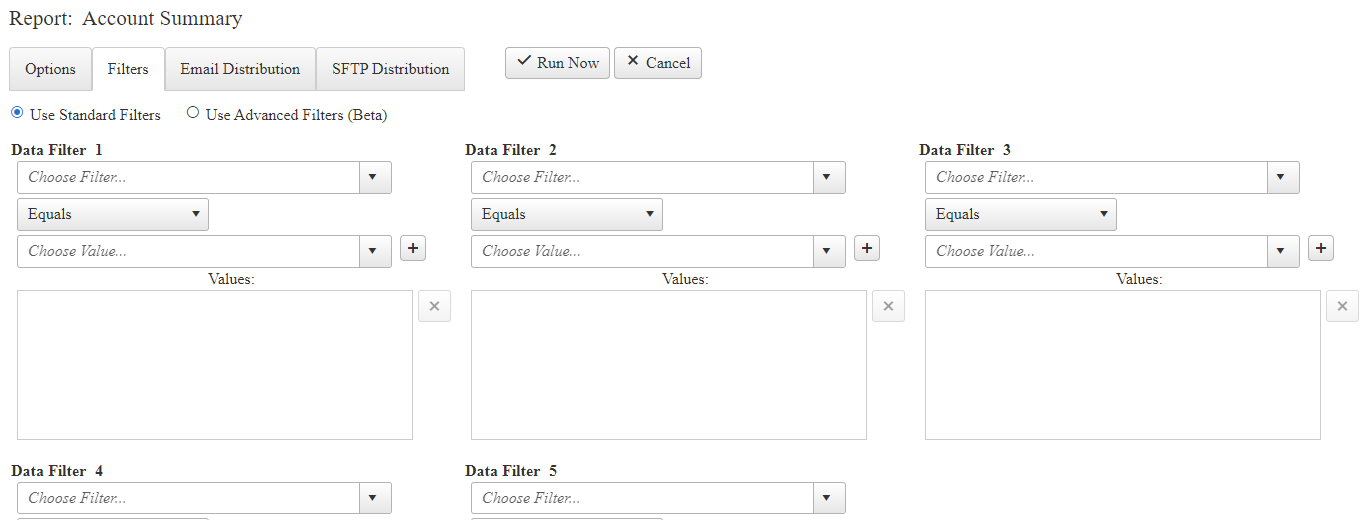 Report: Account Summary
Options Filters Email Distribution SFTP Distribution Run Now Cancel
Use Standard Filters Use Advanced Filters (Beta)
Data Filter 1 Data Filter 2 Data Filter 3
Choose Filter... Choose Filter... Choose Filter...
Equals Equals Equals
Choose Value... Choose Value... Choose Value...
Values: Values: Values:
Data Filter 4 Data Filter 5
Choose Filter... Choose Filter...